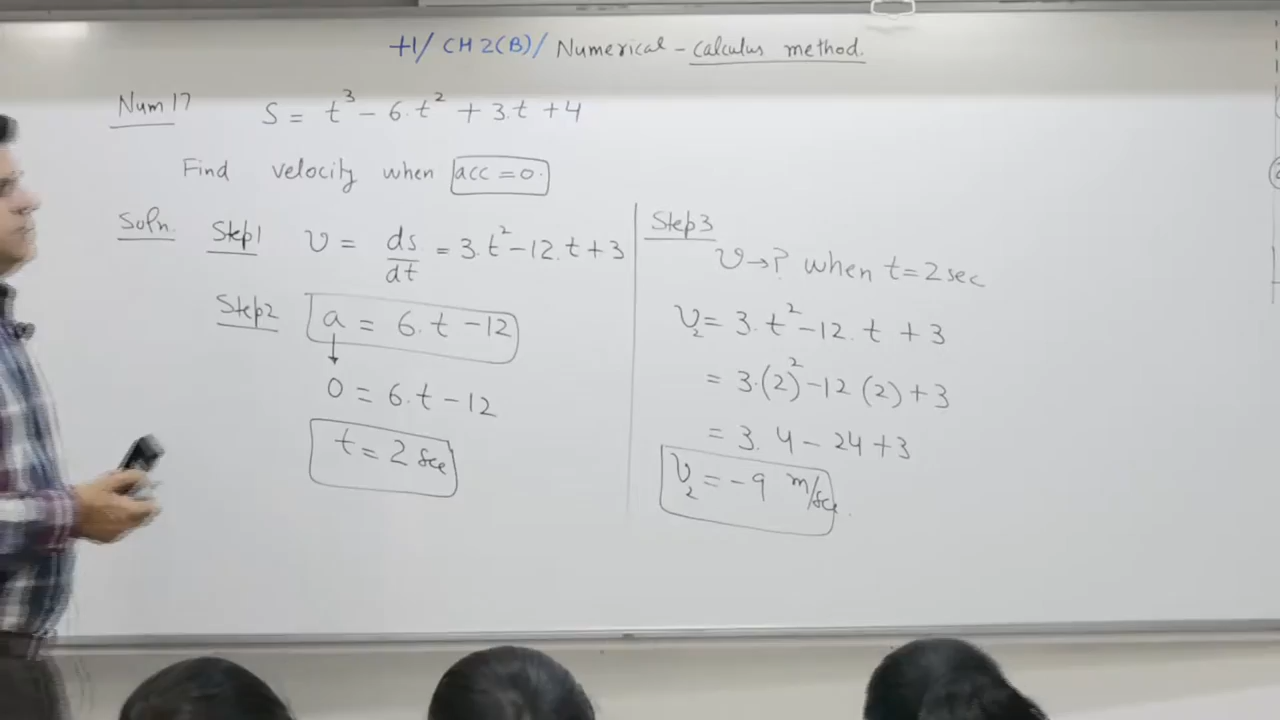 +1/ CH 2(B)/ Numerical - calculus method.
Num 17 S = t³ - 6.t² + 3.t + 4
Find velocity when acc = 0.
Soln. Step1 v = ds/dt = 3.t² - 12.t + 3
Step2 a = 6.t - 12
0 = 6.t - 12
t = 2 sec
Step3
v → ? when t = 2 sec
v₂ = 3.t² - 12.t + 3
= 3.(2)² - 12 (2) + 3
= 3. 4 - 24 + 3
v₂ = - 9 m/sec.